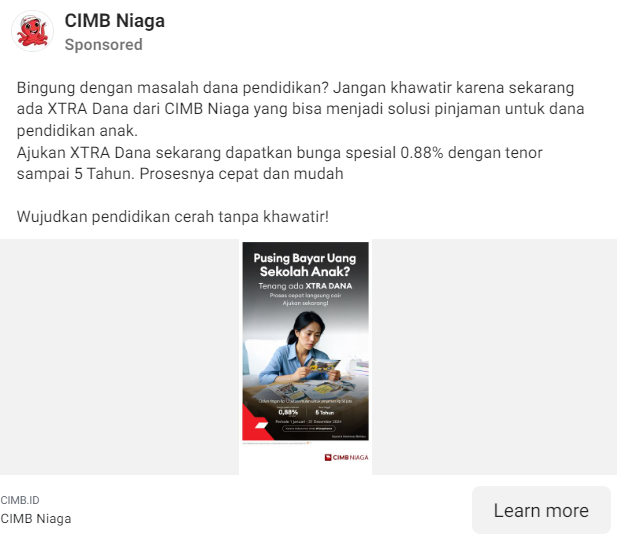 CIMB Niaga
Sponsored
Bingung dengan masalah dana pendidikan? Jangan khawatir karena sekarang
ada XTRA Dana dari CIMB Niaga yang bisa menjadi solusi pinjaman untuk dana
pendidikan anak.
Ajukan XTRA Dana sekarang dapatkan bunga spesial 0.88% dengan tenor
sampai 5 Tahun. Prosesnya cepat dan mudah
Wujudkan pendidikan cerah tanpa khawatir!
Pusing Bayar Uang
Sekolah Anak?
Tenang ada XTRA DANA
Proses cepat langsung cair
Ajukan sekarang!
0,88%
5 Tahun
Periode 1 Januari - 31 Desember 2024
CIMB NIAGA
CIMB.ID
CIMB Niaga
Learn more